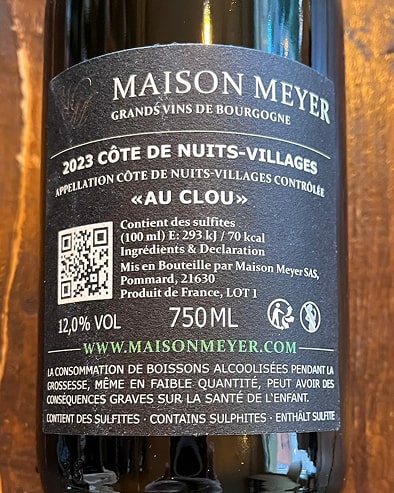 MAISON MEYER
GRANDS VINS DE BOURGOGNE
2023 CÔTE DE NUITS-VILLAGES
APPELLATION CÔTE DE NUITS-VILLAGES CONTRÔLÉE
«AU CLOU»
Contient des sulfites
(100 ml) E: 293 kJ / 70 kcal
Ingrédients & Declaration
Mis en Bouteille par Maison Meyer SAS,
Pommard, 21630
Produit de France, LOT 1
12,0% VOL 750ML
WWW.MAISONMEYER.COM
LA CONSOMMATION DE BOISSONS ALCOOLISÉES PENDANT LA
GROSSESSE, MÊME EN FAIBLE QUANTITÉ, PEUT AVOIR DES
CONSÉQUENCES GRAVES SUR LA SANTÉ DE L'ENFANT.
CONTIENT DES SULFITES - CONTAINS SULPHITES - ENTHÄLT SULFITE